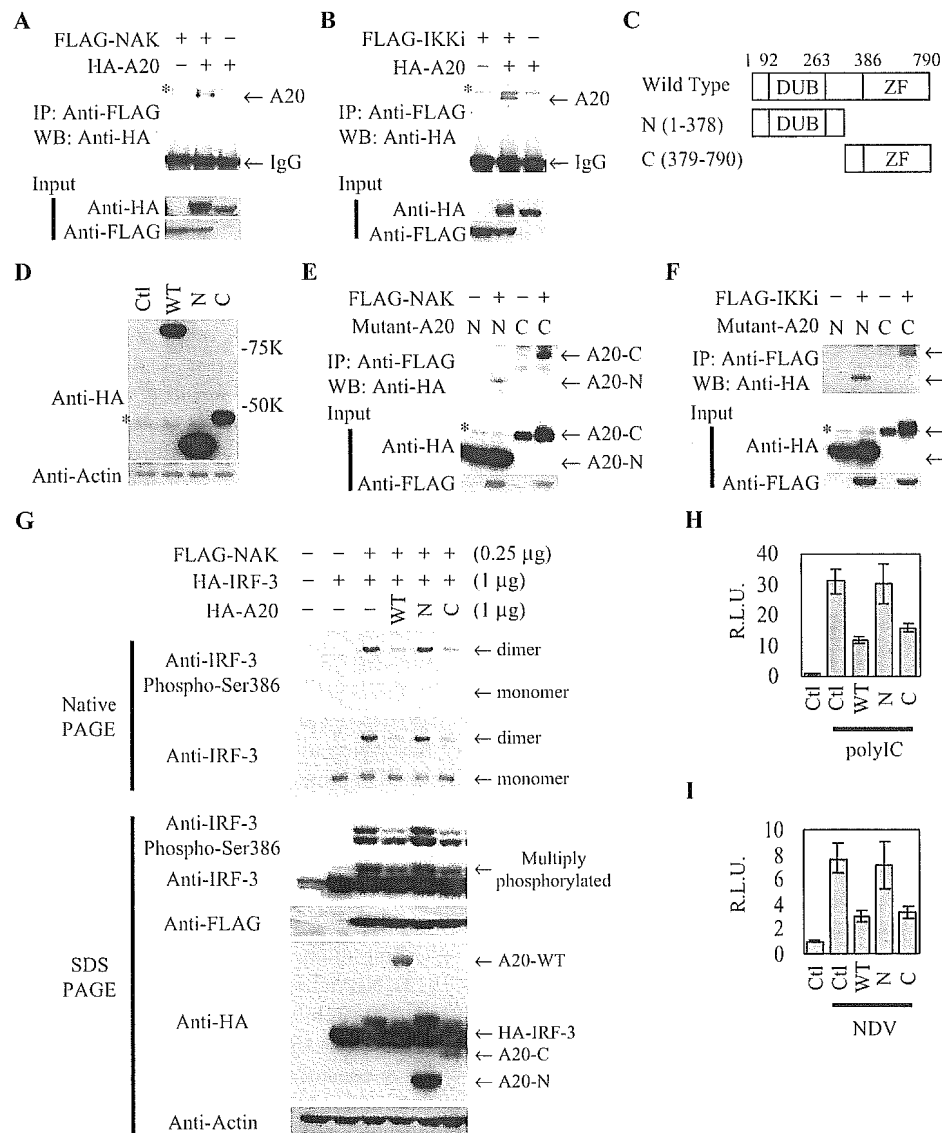 A
FLAG-NAK + + −
HA-A20 − + +
*
← A20
IP: Anti-FLAG
WB: Anti-HA
← IgG
Input
Anti-HA
Anti-FLAG
B
FLAG-IKKi + + −
HA-A20 − + +
*
← A20
IP: Anti-FLAG
WB: Anti-HA
← IgG
Input
Anti-HA
Anti-FLAG
C
1 92 263 386 790
Wild Type DUB ZF
N (1-378) DUB
C (379-790) ZF
D
Ctl WT N C
-75K
Anti-HA
-50K
*
Anti-Actin
E
FLAG-NAK − + − +
Mutant-A20 N N C C
IP: Anti-FLAG ← A20-C
WB: Anti-HA ← A20-N
Input
*
Anti-HA ← A20-C
← A20-N
Anti-FLAG
F
FLAG-IKKi − + − +
Mutant-A20 N N C C
IP: Anti-FLAG ←
WB: Anti-HA ←
Input
*
Anti-HA ←
←
Anti-FLAG
G
FLAG-NAK − − + + + + (0.25 µg)
HA-IRF-3 − + + + + + (1 µg)
HA-A20 − − − WT N C (1 µg)
Native PAGE
Anti-IRF-3 Phospho-Ser386
← dimer
← monomer
Anti-IRF-3
← dimer
← monomer
SDS PAGE
Anti-IRF-3 Phospho-Ser386
Anti-IRF-3
← Multiply phosphorylated
Anti-FLAG
← A20-WT
Anti-HA
← HA-IRF-3
← A20-C
← A20-N
Anti-Actin
H
R.L.U.
40
30
20
10
0
Ctl Ctl WT N C
polyIC
I
R.L.U.
10
8
6
4
2
0
Ctl Ctl WT N C
NDV